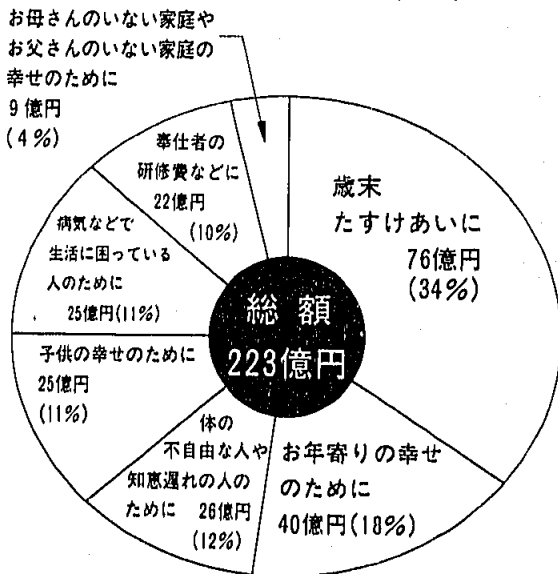 お母さんのいない家庭や
お父さんのいない家庭の
幸せのために
9億円
(4%)
奉仕者の
研修費などに
22億円
(10%)
歳末
たすけあいに
76億円
(34%)
病気などで
生活に困っている
人のために
25億円(11%)
総額
223億円
子供の幸せのために
25億円
(11%)
体の
不自由な人や
知恵遅れの人の
ために 26億円
(12%)
お年寄りの幸せ
のために
40億円(18%)